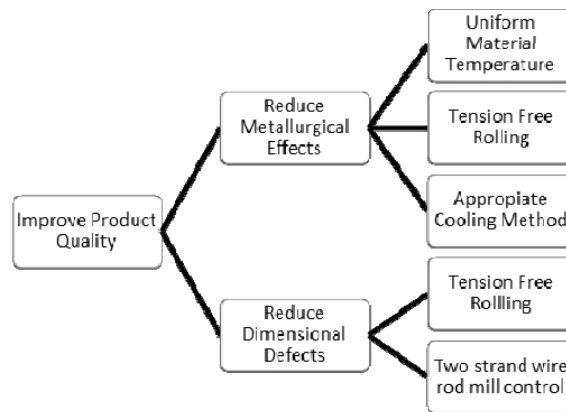 Uniform
Material
Temperature
Reduce
Metallurgical
Effects
Tension Free
Rolling
Appropiate
Cooling Method
Improve Product
Quality
Tension Free
Rollling
Reduce
Dimensional
Defects
Two strand wire
rod mill control